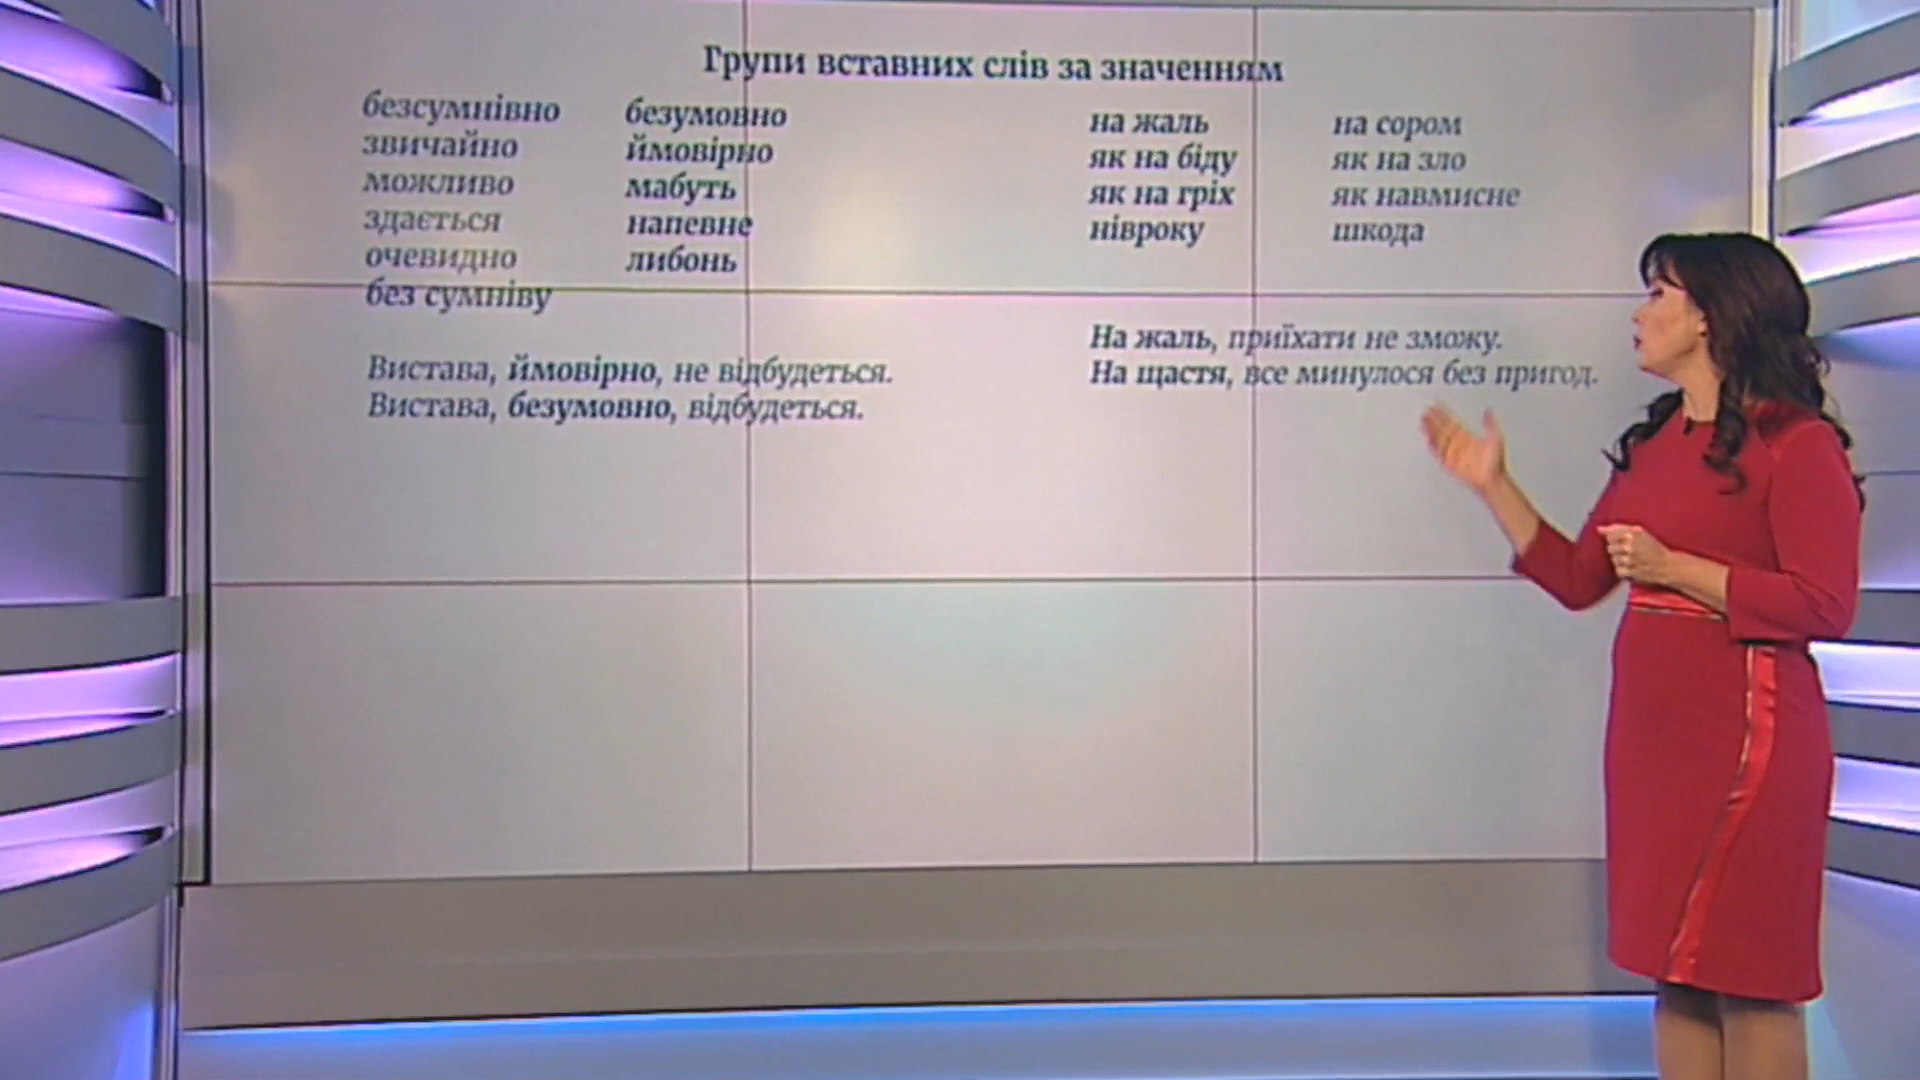 Групи вставних слів за значенням
безсумнівно безумовно
звичайно ймовірно
можливо мабуть
здається напевне
очевидно либонь
без сумніву
Вистава, ймовірно, не відбудеться.
Вистава, безумовно, відбудеться.
на жаль на сором
як на біду як на зло
як на гріх як навмисне
нівроку шкода
На жаль, приїхати не зможу.
На щастя, все минулося без пригод.